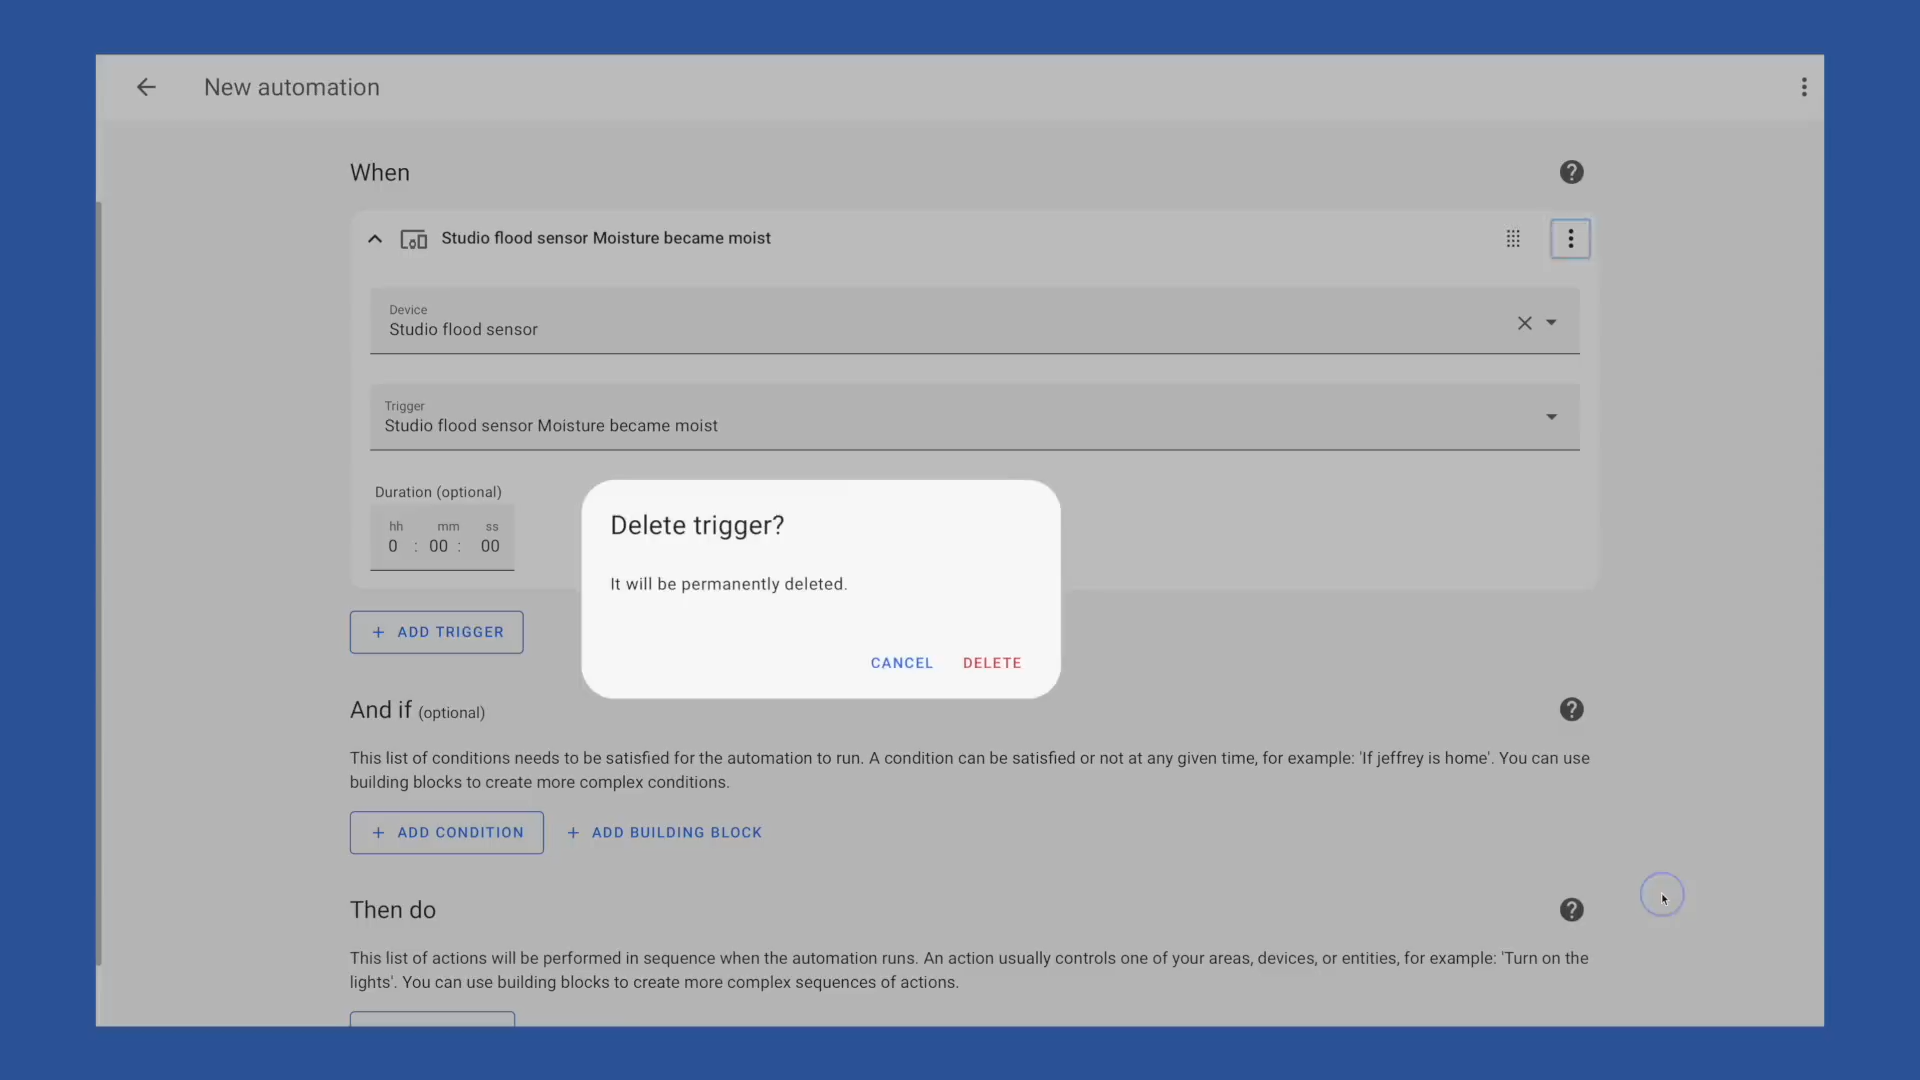 New automation
When
Studio flood sensor Moisture became moist
Device
Studio flood sensor
Trigger
Studio flood sensor Moisture became moist
Duration (optional)
hh mm ss
0 : 00 : 00
Delete trigger?
It will be permanently deleted.
CANCEL DELETE
+ ADD TRIGGER
And if (optional)
This list of conditions needs to be satisfied for the automation to run. A condition can be satisfied or not at any given time, for example: 'If jeffrey is home'. You can use
building blocks to create more complex conditions.
+ ADD CONDITION + ADD BUILDING BLOCK
Then do
This list of actions will be performed in sequence when the automation runs. An action usually controls one of your areas, devices, or entities, for example: 'Turn on the
lights'. You can use building blocks to create more complex sequences of actions.